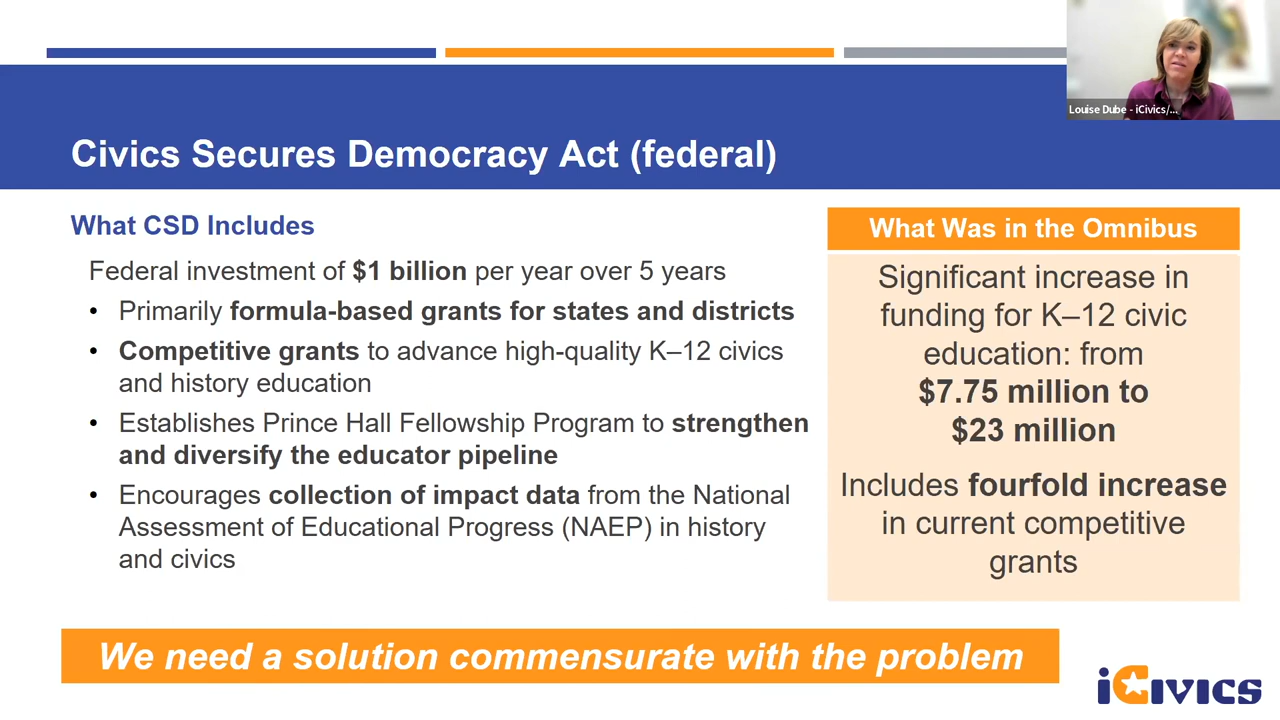 Louise Dube - iCivics/...
Civics Secures Democracy Act (federal)
What CSD Includes
Federal investment of $1 billion per year over 5 years
• Primarily formula-based grants for states and districts
• Competitive grants to advance high-quality K–12 civics
and history education
• Establishes Prince Hall Fellowship Program to strengthen
and diversify the educator pipeline
• Encourages collection of impact data from the National
Assessment of Educational Progress (NAEP) in history
and civics
What Was in the Omnibus
Significant increase in
funding for K–12 civic
education: from
$7.75 million to
$23 million
Includes fourfold increase
in current competitive
grants
We need a solution commensurate with the problem
iCivics